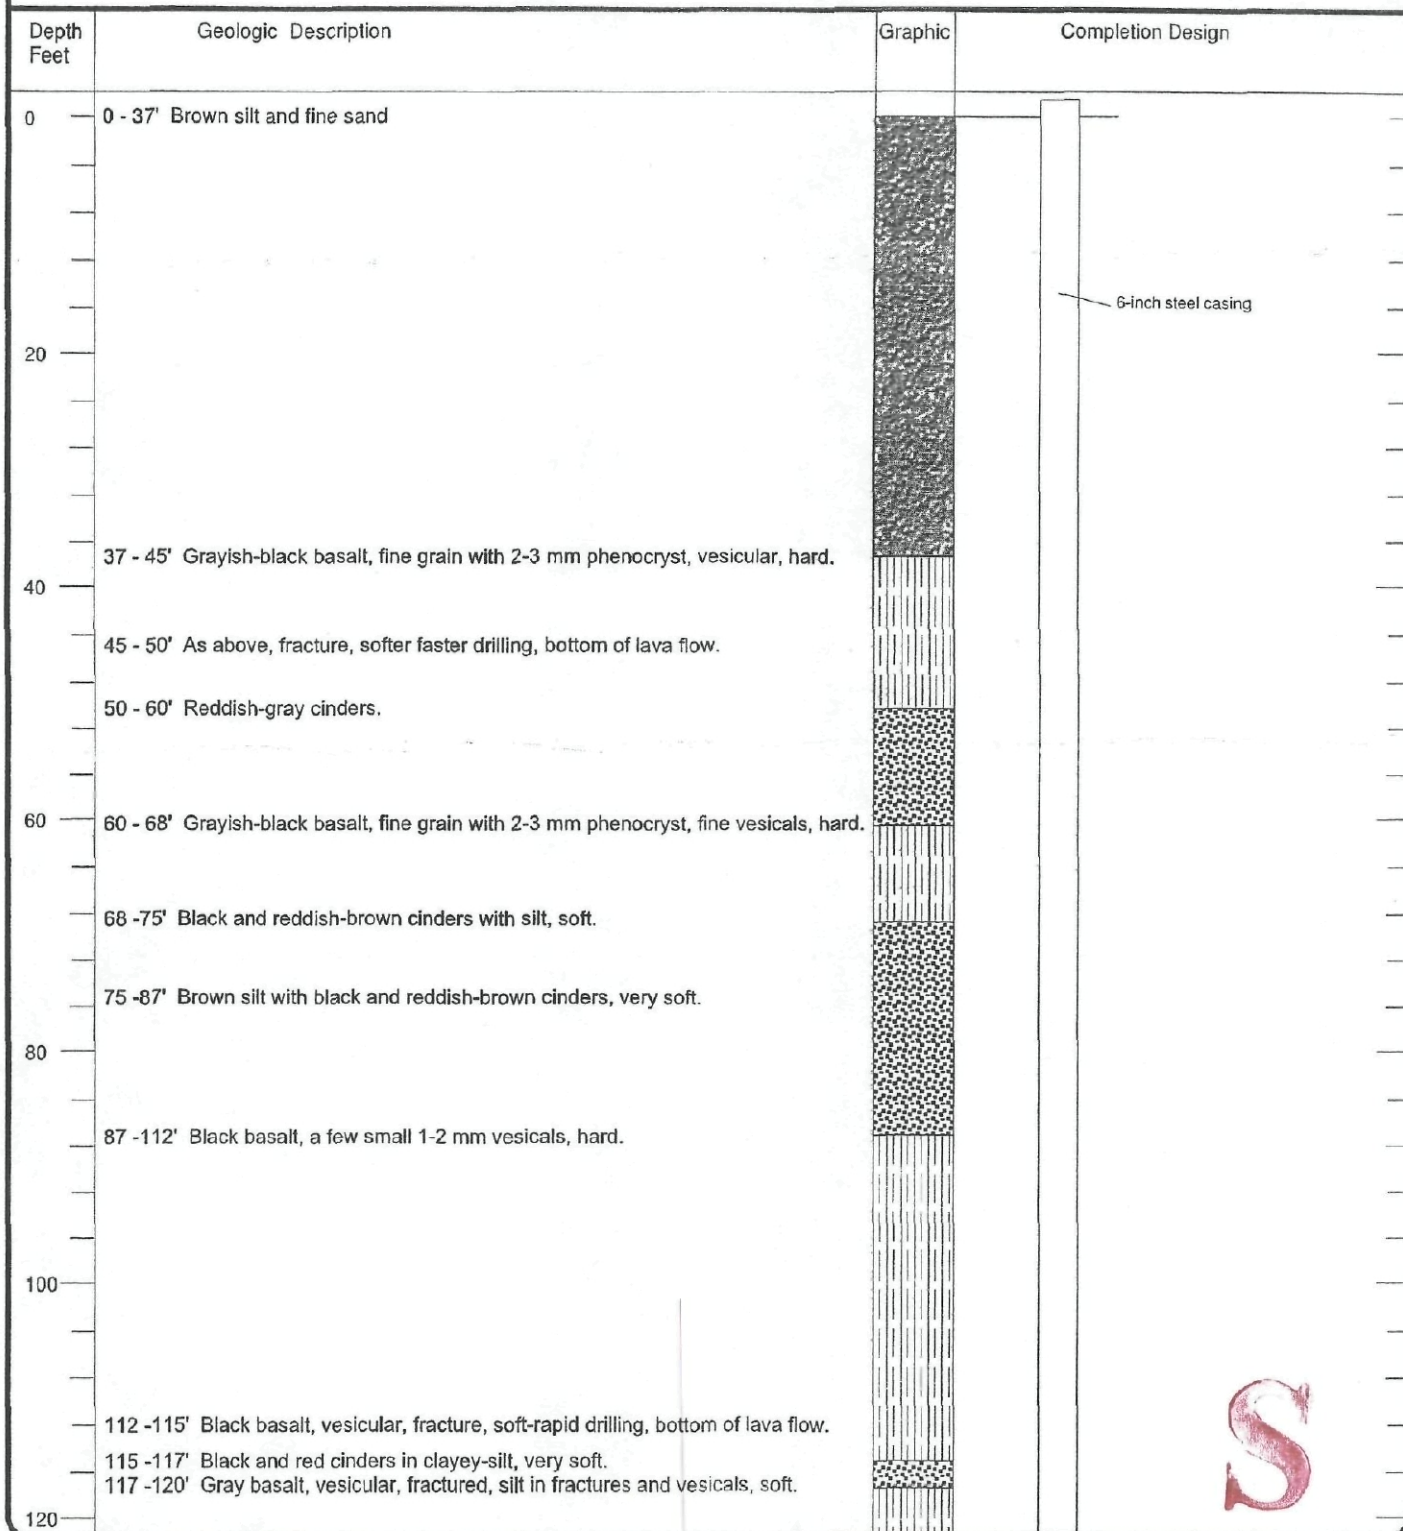 Depth
Feet
Geologic Description
Graphic
Completion Design
0
0 - 37' Brown silt and fine sand
6-inch steel casing
20
37 - 45' Grayish-black basalt, fine grain with 2-3 mm phenocryst, vesicular, hard.
40
45 - 50' As above, fracture, softer faster drilling, bottom of lava flow.
50 - 60' Reddish-gray cinders.
60
60 - 68' Grayish-black basalt, fine grain with 2-3 mm phenocryst, fine vesicals, hard.
68 -75' Black and reddish-brown cinders with silt, soft.
75 -87' Brown silt with black and reddish-brown cinders, very soft.
80
87 -112' Black basalt, a few small 1-2 mm vesicals, hard.
100
112 -115' Black basalt, vesicular, fracture, soft-rapid drilling, bottom of lava flow.
115 -117' Black and red cinders in clayey-silt, very soft.
117 -120' Gray basalt, vesicular, fractured, silt in fractures and vesicals, soft.
120
S